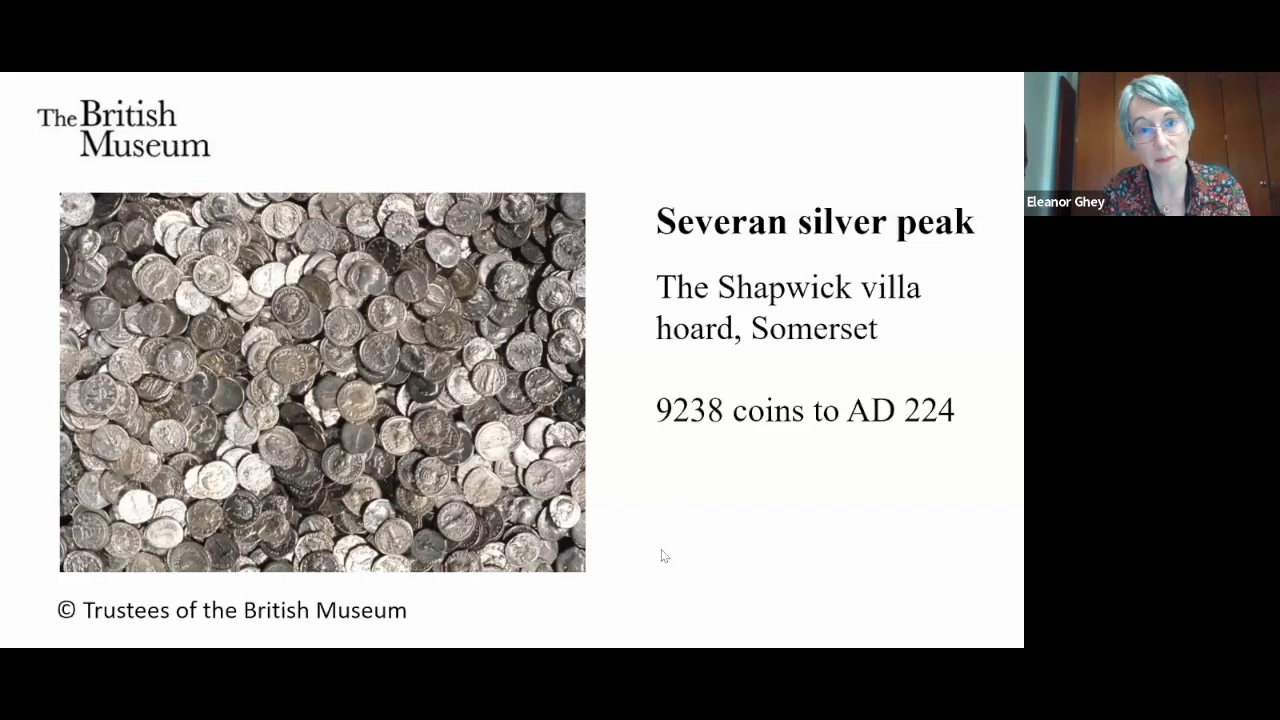 The British
Museum
Severan silver peak
The Shapwick villa
hoard, Somerset
9238 coins to AD 224
© Trustees of the British Museum
Eleanor Ghey